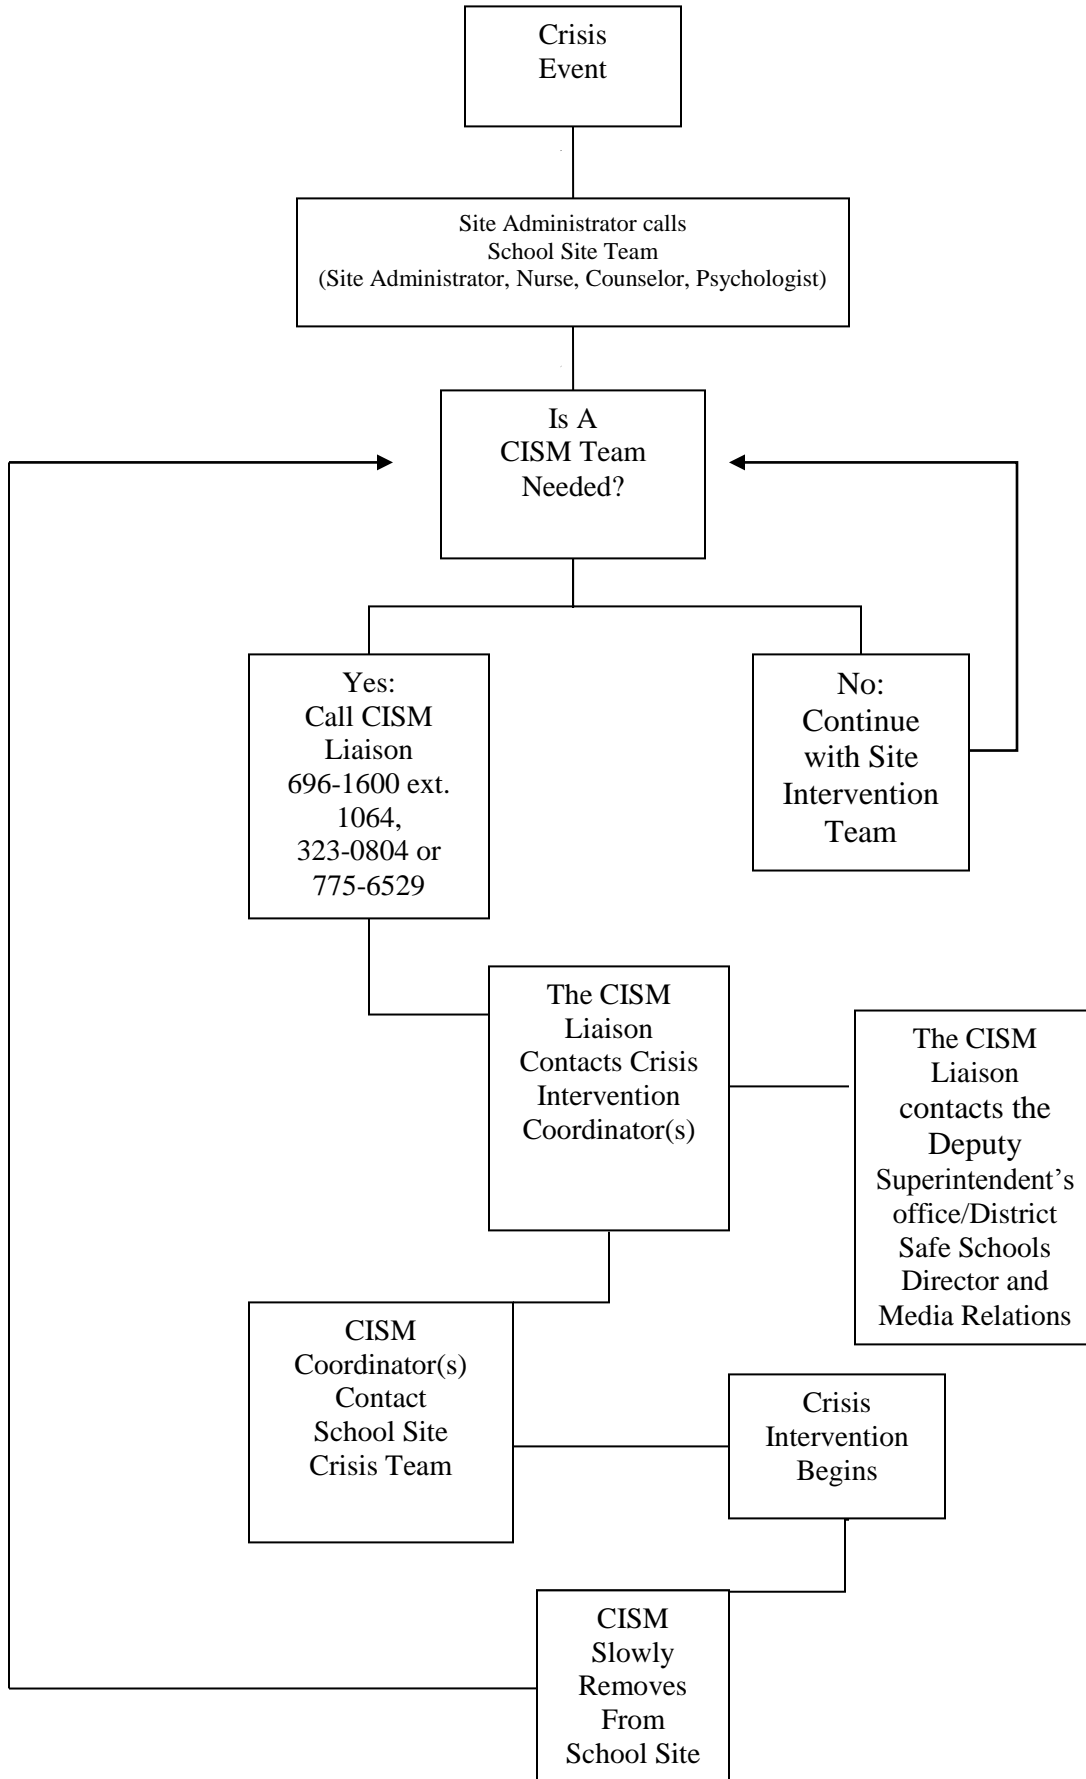 Crisis
Event
Site Administrator calls
School Site Team
(Site Administrator, Nurse, Counselor, Psychologist)
Is A
CISM Team
Needed?
Yes:
Call CISM
Liaison
696-1600 ext.
1064,
323-0804 or
775-6529
No:
Continue
with Site
Intervention
Team
The CISM
Liaison
Contacts Crisis
Intervention
Coordinator(s)
The CISM
Liaison
contacts the
Deputy
Superintendent’s
office/District
Safe Schools
Director and
Media Relations
CISM
Coordinator(s)
Contact
School Site
Crisis Team
Crisis
Intervention
Begins
CISM
Slowly
Removes
From
School Site